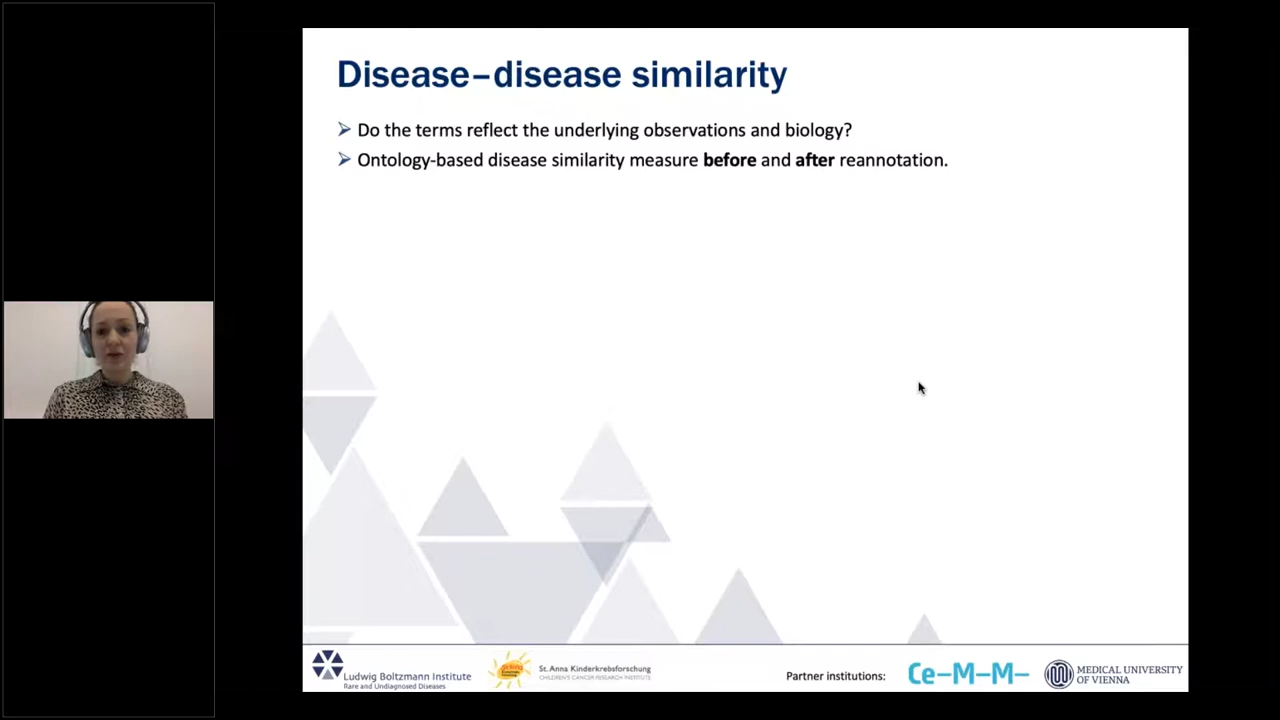 Disease–disease similarity
➢ Do the terms reflect the underlying observations and biology?
➢ Ontology-based disease similarity measure before and after reannotation.
Ludwig Boltzmann Institute
Rare and Undiagnosed Diseases
St. Anna Kinderkrebsforschung
CHILDREN'S CANCER RESEARCH INSTITUTE
Partner institutions:
Ce-M-M-
MEDICAL UNIVERSITY
OF VIENNA